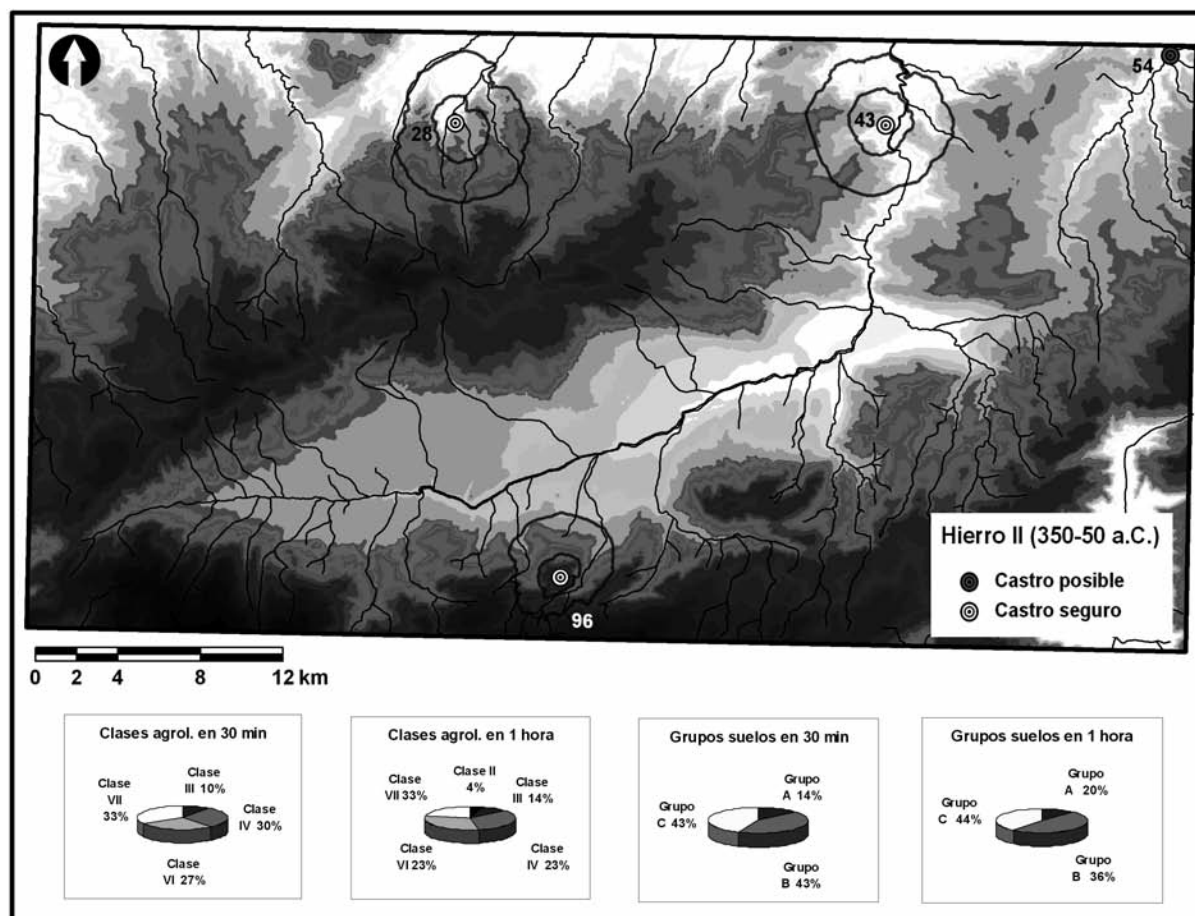 54
28
43
Hierro II (350-50 a.C.)
Castro posible
Castro seguro
96
0 2 4 8 12 km
Clases agrol. en 30 min
Clase
VII
33%
Clase
III 10%
Clase
IV 30%
Clase
VI 27%
Clases agrol. en 1 hora
Clase
VII 33%
Clase II
4%
Clase
III 14%
Clase
VI 23%
Clase
IV 23%
Grupos suelos en 30 min
Grupo
A 14%
Grupo
C 43%
Grupo
B 43%
Grupos suelos en 1 hora
Grupo
A 20%
Grupo
C 44%
Grupo
B 36%